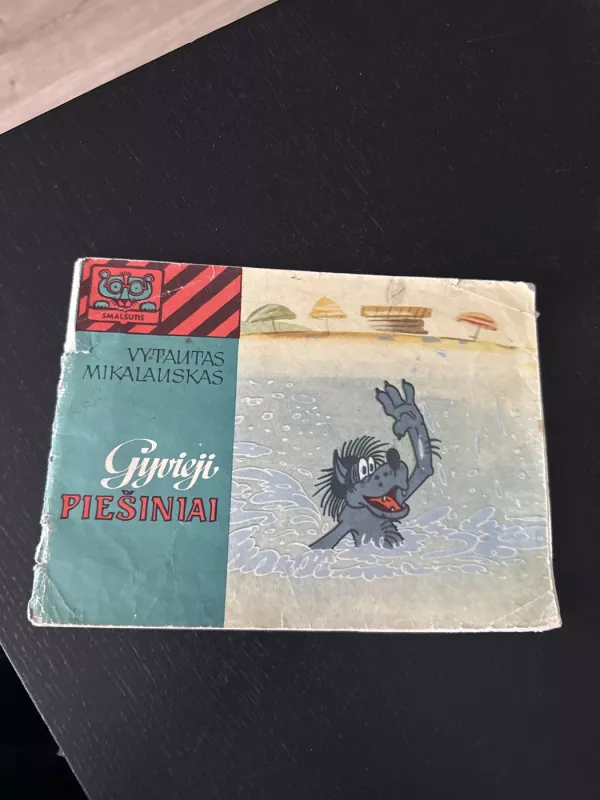 SMALSUTIS
VYTAUTAS
MIKALAUSKAS
Gyvieji
PIEŠINIAI